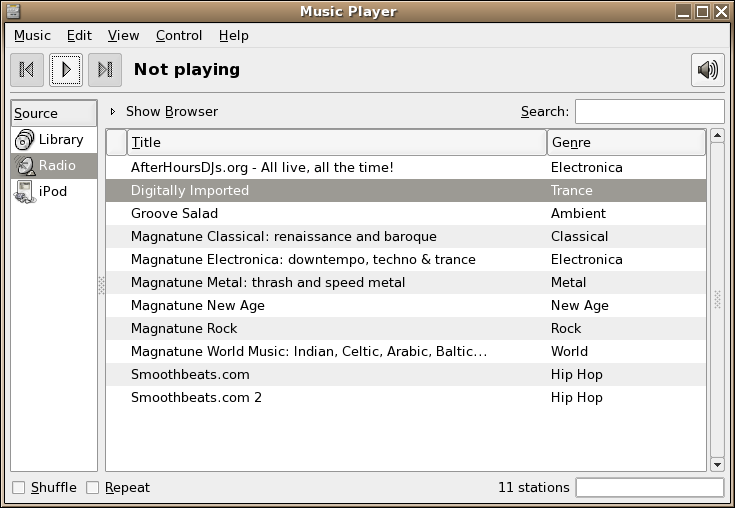 Music Player
Music Edit View Control Help
Not playing
Source
Library
Radio
iPod
Show Browser Search:
Title Genre
AfterHoursDJs.org - All live, all the time! Electronica
Digitally Imported Trance
Groove Salad Ambient
Magnatune Classical: renaissance and baroque Classical
Magnatune Electronica: downtempo, techno & trance Electronica
Magnatune Metal: thrash and speed metal Metal
Magnatune New Age New Age
Magnatune Rock Rock
Magnatune World Music: Indian, Celtic, Arabic, Baltic... World
Smoothbeats.com Hip Hop
Smoothbeats.com 2 Hip Hop
Shuffle Repeat 11 stations